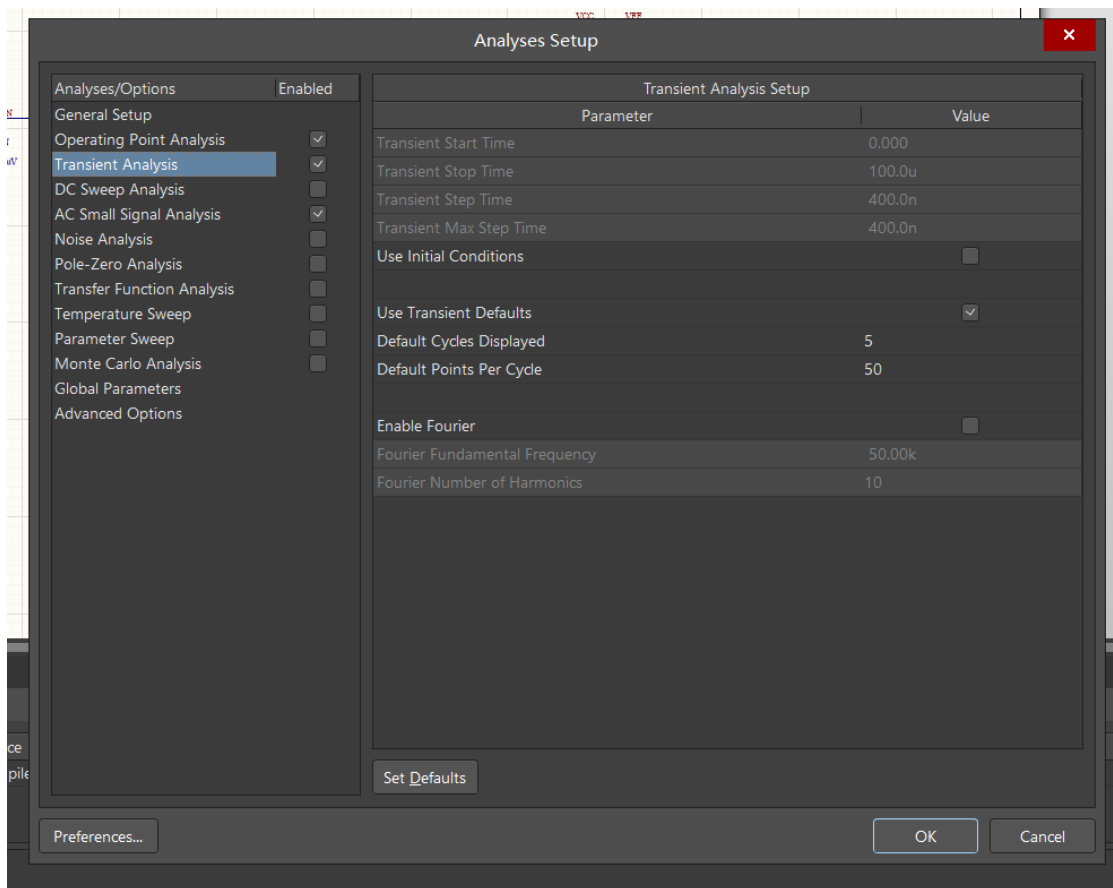 VCC VEE
Analyses Setup
Analyses/Options Enabled
General Setup
Operating Point Analysis
Transient Analysis
DC Sweep Analysis
AC Small Signal Analysis
Noise Analysis
Pole-Zero Analysis
Transfer Function Analysis
Temperature Sweep
Parameter Sweep
Monte Carlo Analysis
Global Parameters
Advanced Options
Transient Analysis Setup
Parameter Value
Transient Start Time 0.000
Transient Stop Time 100.0u
Transient Step Time 400.0n
Transient Max Step Time 400.0n
Use Initial Conditions
Use Transient Defaults
Default Cycles Displayed 5
Default Points Per Cycle 50
Enable Fourier
Fourier Fundamental Frequency 50.00k
Fourier Number of Harmonics 10
Set Defaults
Preferences...
OK
Cancel
ce
pile